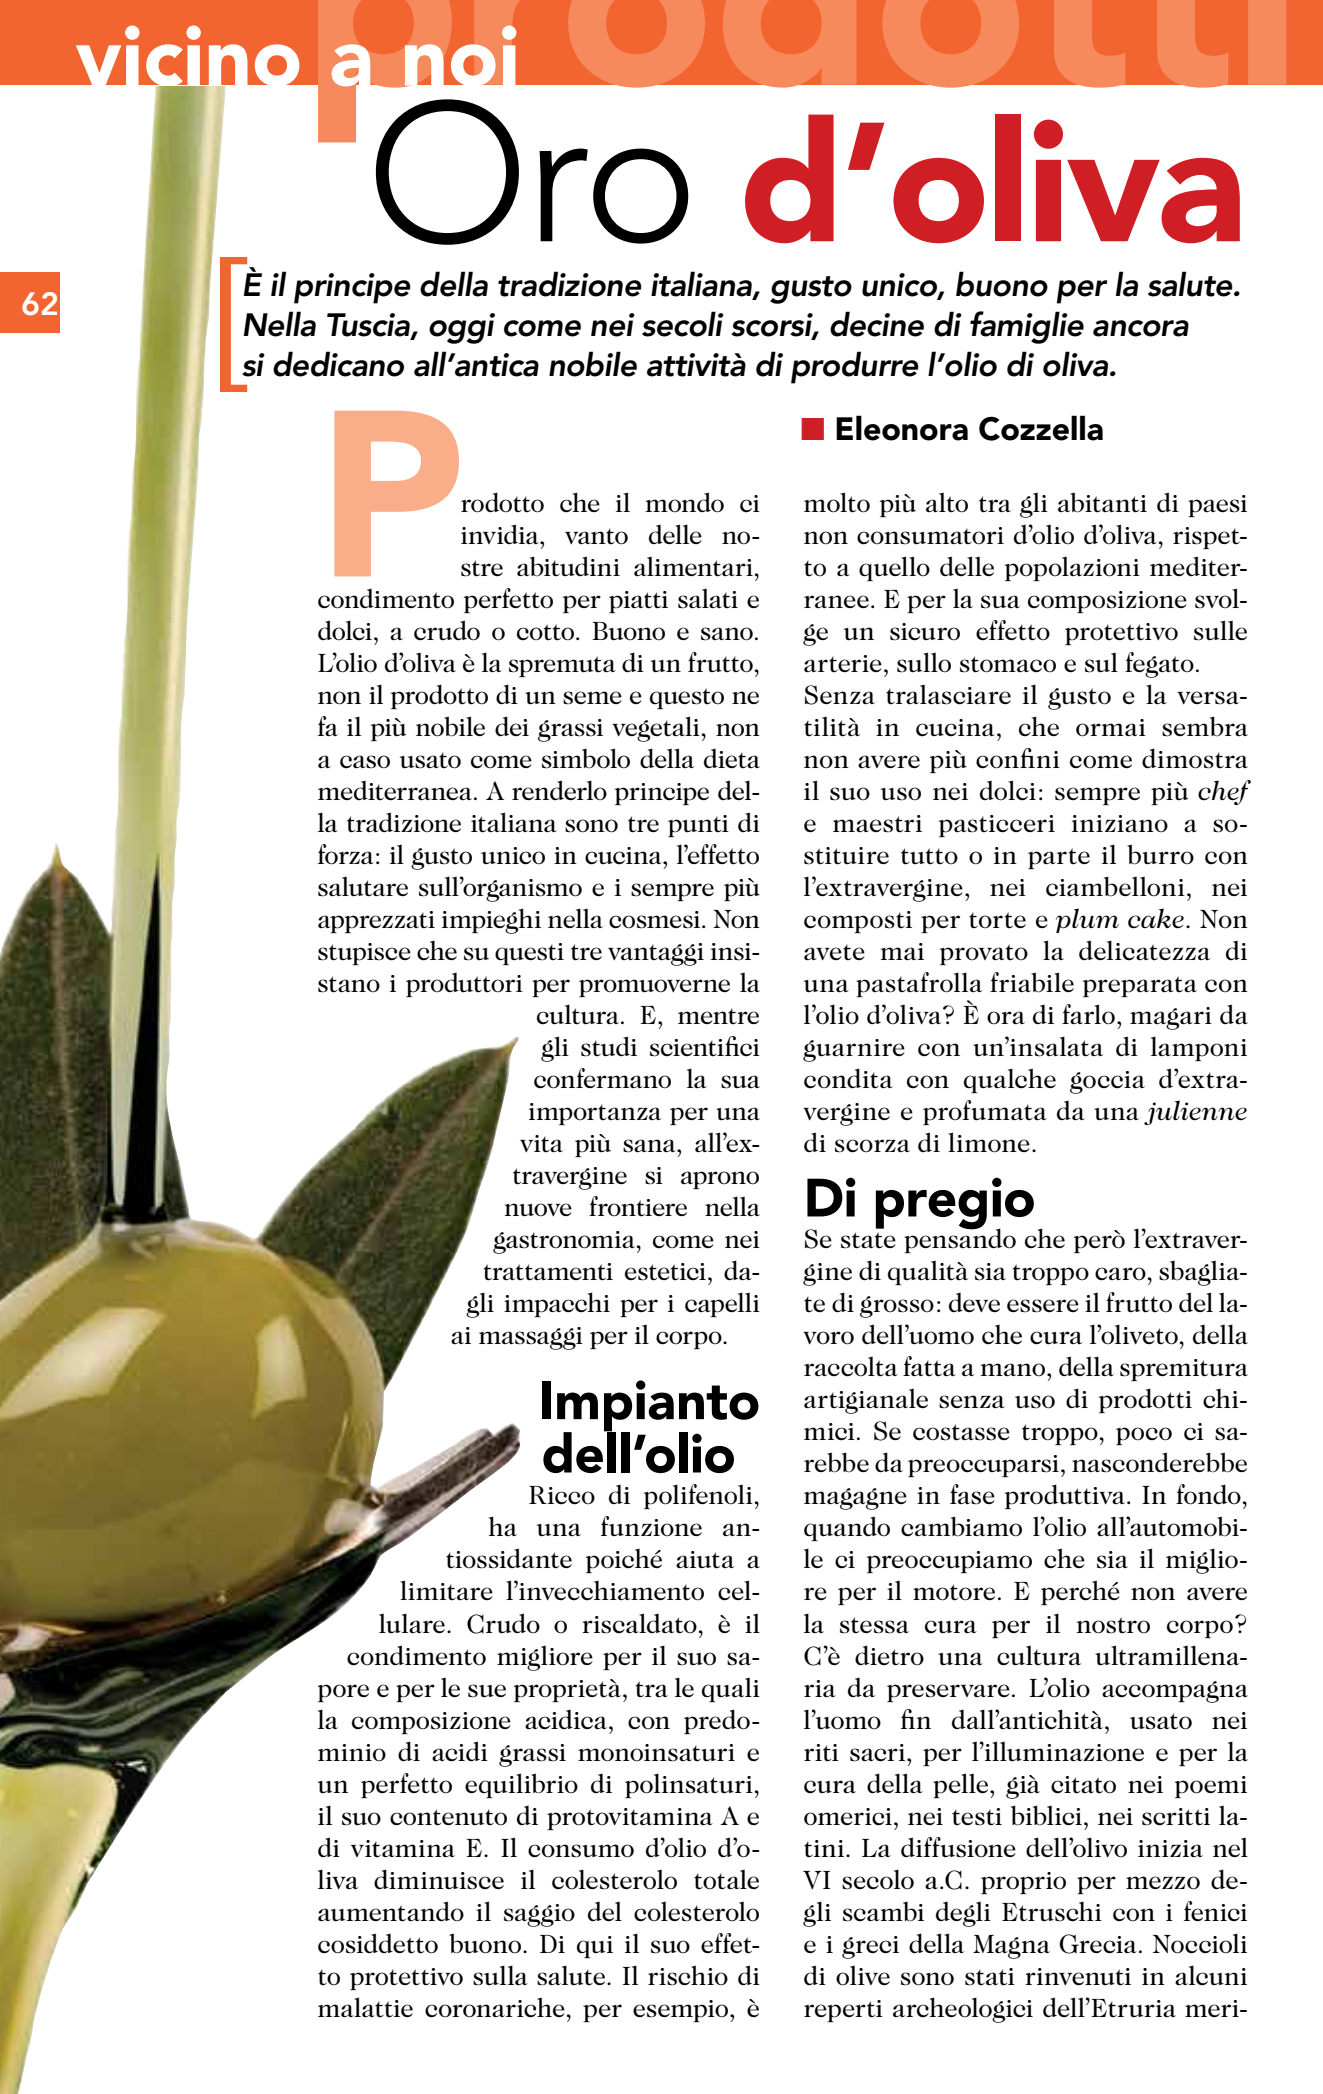 prodotti
vicino a noi
Oro d'oliva
62
È il principe della tradizione italiana, gusto unico, buono per la salute.
Nella Tuscia, oggi come nei secoli scorsi, decine di famiglie ancora
si dedicano all'antica nobile attività di produrre l'olio di oliva.
■ Eleonora Cozzella
Prodotto che il mondo ci
invidia, vanto delle no-
stre abitudini alimentari,
condimento perfetto per piatti salati e
dolci, a crudo o cotto. Buono e sano.
L'olio d'oliva è la spremuta di un frutto,
non il prodotto di un seme e questo ne
fa il più nobile dei grassi vegetali, non
a caso usato come simbolo della dieta
mediterranea. A renderlo principe del-
la tradizione italiana sono tre punti di
forza: il gusto unico in cucina, l'effetto
salutare sull'organismo e i sempre più
apprezzati impieghi nella cosmesi. Non
stupisce che su questi tre vantaggi insi-
stano i produttori per promuoverne la
cultura. E, mentre
gli studi scientifici
confermano la sua
importanza per una
vita più sana, all'ex-
travergine si aprono
nuove frontiere nella
gastronomia, come nei
trattamenti estetici, da-
gli impacchi per i capelli
ai massaggi per il corpo.
Impianto
dell'olio
Ricco di polifenoli,
ha una funzione an-
tiossidante poiché aiuta a
limitare l'invecchiamento cel-
lulare. Crudo o riscaldato, è il
condimento migliore per il suo sa-
pore e per le sue proprietà, tra le quali
la composizione acidica, con predo-
minio di acidi grassi monoinsaturi e
un perfetto equilibrio di polinsaturi,
il suo contenuto di protovitamina A e
di vitamina E. Il consumo d'olio d'o-
liva diminuisce il colesterolo totale
aumentando il saggio del colesterolo
cosiddetto buono. Di qui il suo effet-
to protettivo sulla salute. Il rischio di
malattie coronariche, per esempio, è
molto più alto tra gli abitanti di paesi
non consumatori d'olio d'oliva, rispet-
to a quello delle popolazioni mediter-
ranee. E per la sua composizione svol-
ge un sicuro effetto protettivo sulle
arterie, sullo stomaco e sul fegato.
Senza tralasciare il gusto e la versa-
tilità in cucina, che ormai sembra
non avere più confini come dimostra
il suo uso nei dolci: sempre più chef
e maestri pasticceri iniziano a so-
stituire tutto o in parte il burro con
l'extravergine, nei ciambelloni, nei
composti per torte e plum cake. Non
avete mai provato la delicatezza di
una pastafrolla friabile preparata con
l'olio d'oliva? È ora di farlo, magari da
guarnire con un'insalata di lamponi
condita con qualche goccia d'extra-
vergine e profumata da una julienne
di scorza di limone.
Di pregio
Se state pensando che però l'extraver-
gine di qualità sia troppo caro, sbaglia-
te di grosso: deve essere il frutto del la-
voro dell'uomo che cura l'oliveto, della
raccolta fatta a mano, della spremitura
artigianale senza uso di prodotti chi-
mici. Se costasse troppo, poco ci sa-
rebbe da preoccuparsi, nasconderebbe
magagne in fase produttiva. In fondo,
quando cambiamo l'olio all'automobi-
le ci preoccupiamo che sia il miglio-
re per il motore. E perché non avere
la stessa cura per il nostro corpo?
C'è dietro una cultura ultramillena-
ria da preservare. L'olio accompagna
l'uomo fin dall'antichità, usato nei
riti sacri, per l'illuminazione e per la
cura della pelle, già citato nei poemi
omerici, nei testi biblici, nei scritti la-
tini. La diffusione dell'olivo inizia nel
VI secolo a.C. proprio per mezzo de-
gli scambi degli Etruschi con i fenici
e i greci della Magna Grecia. Noccioli
di olive sono stati rinvenuti in alcuni
reperti archeologici dell'Etruria meri-